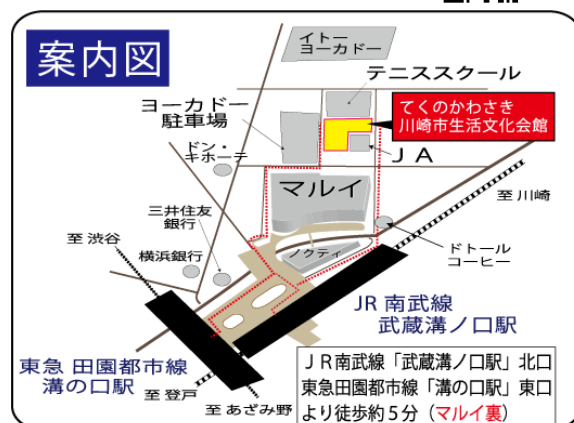 案内図
イトー
ヨーカドー
テニススクール
ヨーカドー
駐車場
てくのかわさき
川崎市生活文化会館
ドン・
キホーテ
JA
マルイ
至 川崎
三井住友
銀行
至 渋谷
横浜銀行
ノクティ
ドトール
コーヒー
JR 南武線
武蔵溝ノ口駅
東急 田園都市線
溝の口駅
至 登戸
至 あざみ野
JR南武線「武蔵溝ノ口駅」北口
東急田園都市線「溝の口駅」東口
より徒歩約5分（マルイ裏）